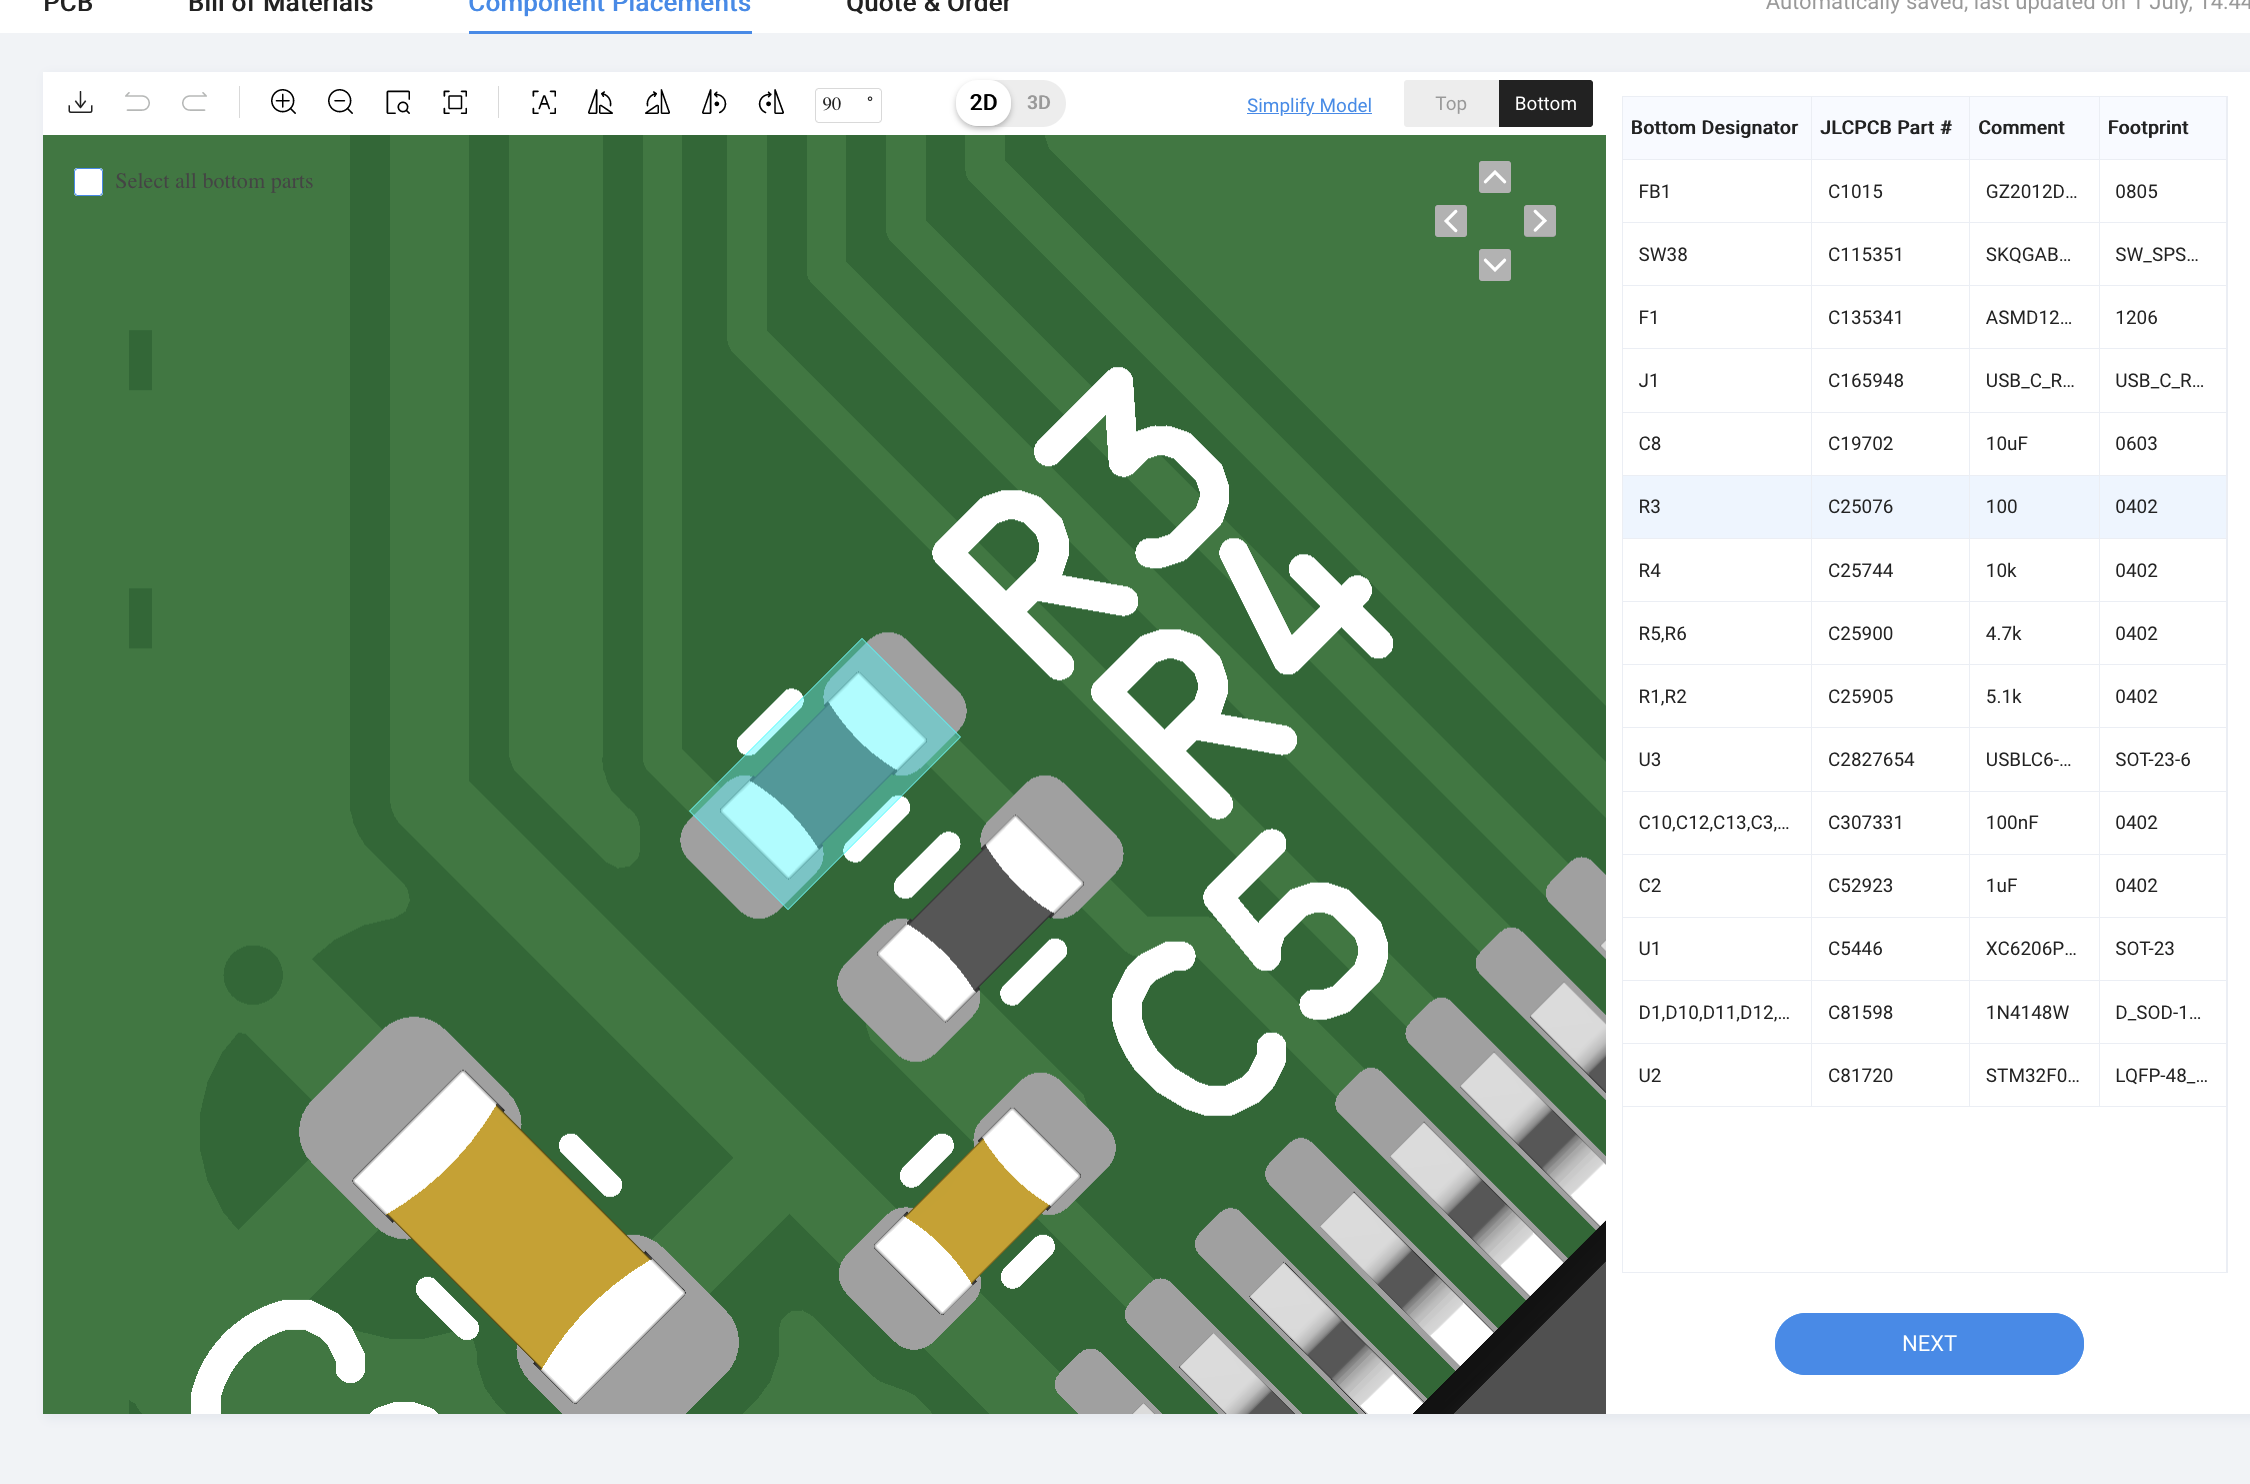 PCB Bill of Materials Component Placements Quote & Order Automatically saved, last updated on 1 July, 14:44
90 ° 2D 3D Simplify Model Top Bottom
Select all bottom parts
R3
R4
C5
Bottom Designator JLCPCB Part # Comment Footprint
FB1 C1015 GZ2012D... 0805
SW38 C115351 SKQGAB... SW_SPS...
F1 C135341 ASMD12... 1206
J1 C165948 USB_C_R... USB_C_R...
C8 C19702 10uF 0603
R3 C25076 100 0402
R4 C25744 10k 0402
R5,R6 C25900 4.7k 0402
R1,R2 C25905 5.1k 0402
U3 C2827654 USBLC6-... SOT-23-6
C10,C12,C13,C3,... C307331 100nF 0402
C2 C52923 1uF 0402
U1 C5446 XC6206P... SOT-23
D1,D10,D11,D12,... C81598 1N4148W D_SOD-1...
U2 C81720 STM32F0... LQFP-48_...
NEXT